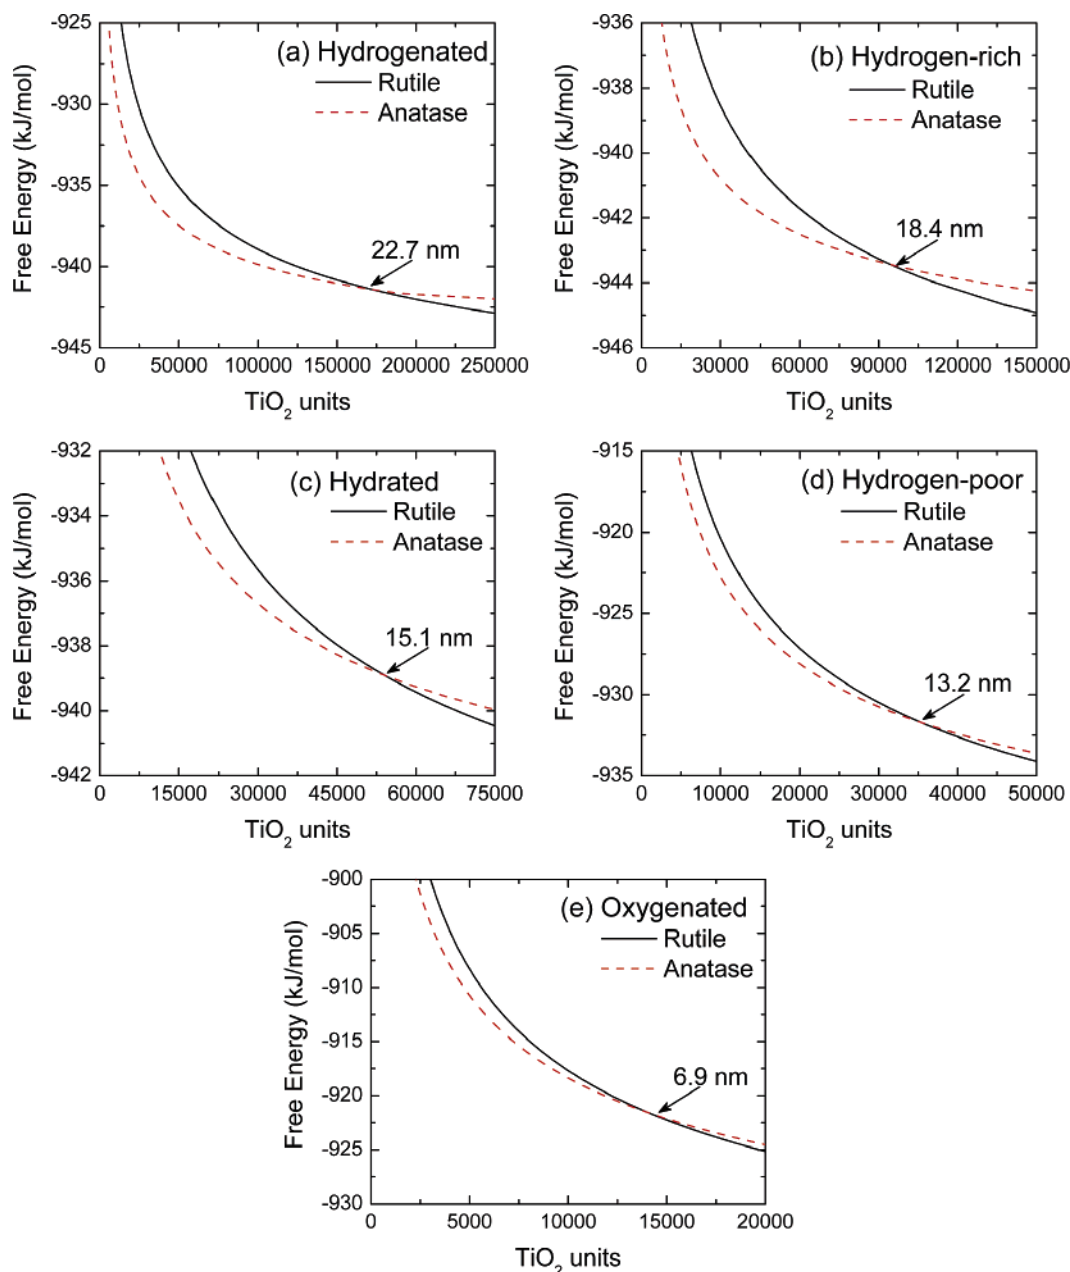 (a) Hydrogenated
Rutile
Anatase
22.7 nm
Free Energy (kJ/mol)
-925
-930
-935
-940
-945
0 50000 100000 150000 200000 250000
TiO2 units
(b) Hydrogen-rich
Rutile
Anatase
18.4 nm
Free Energy (kJ/mol)
-936
-938
-940
-942
-944
-946
0 30000 60000 90000 120000 150000
TiO2 units
(c) Hydrated
Rutile
Anatase
15.1 nm
Free Energy (kJ/mol)
-932
-934
-936
-938
-940
-942
0 15000 30000 45000 60000 75000
TiO2 units
(d) Hydrogen-poor
Rutile
Anatase
13.2 nm
Free Energy (kJ/mol)
-915
-920
-925
-930
-935
0 10000 20000 30000 40000 50000
TiO2 units
(e) Oxygenated
Rutile
Anatase
6.9 nm
Free Energy (kJ/mol)
-900
-905
-910
-915
-920
-925
-930
0 5000 10000 15000 20000
TiO2 units